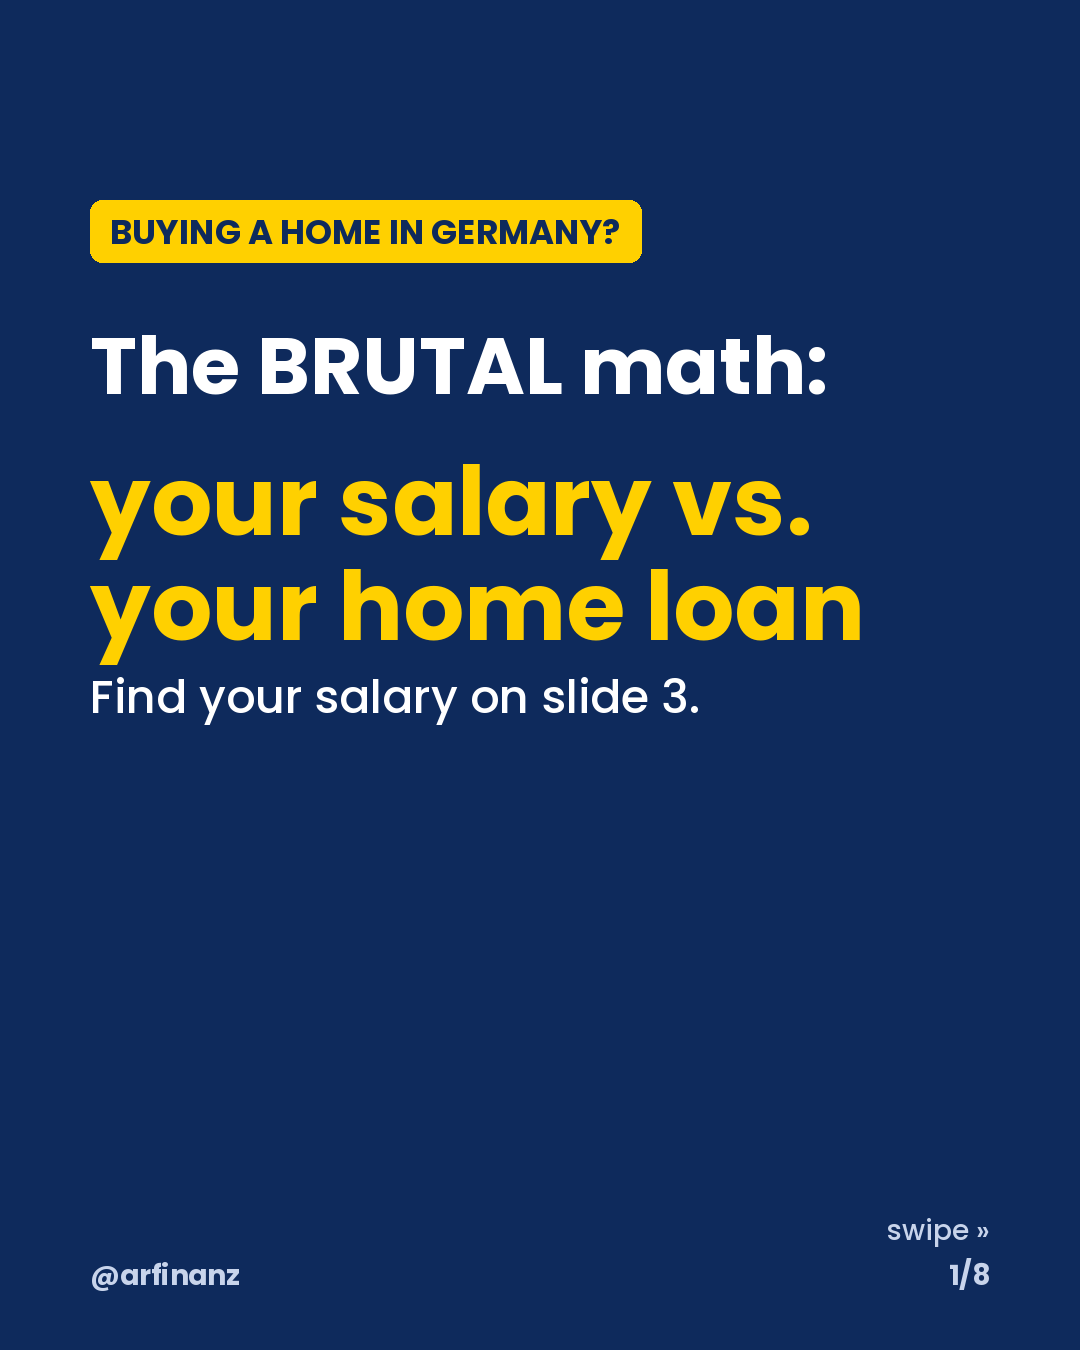 BUYING A HOME IN GERMANY?
The BRUTAL math:
your salary vs.
your home loan
Find your salary on slide 3.
swipe »
@arfinanz
1/8